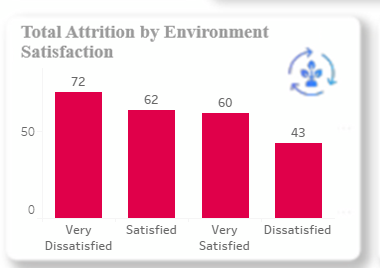 Total Attrition by Environment
Satisfaction
72
62
60
43
50
0
Very
Dissatisfied
Satisfied
Very
Satisfied
Dissatisfied